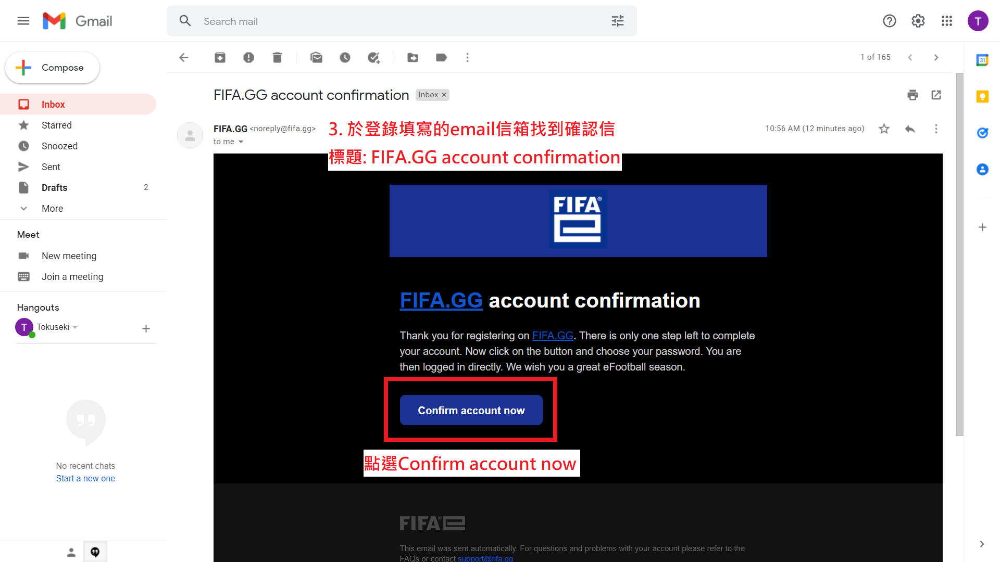 Gmail
Search mail
T
Compose
1 of 165
31
FIFA.GG account confirmation
Inbox ×
Inbox
Starred
Snoozed
Sent
Drafts 2
More
FIFA.GG <noreply@fifa.gg>
to me
10:56 AM (12 minutes ago)
3. 於登錄填寫的email信箱找到確認信
標題: FIFA.GG account confirmation
FIFA®
Meet
New meeting
Join a meeting
Hangouts
T Tokuseki
No recent chats
Start a new one
FIFA.GG account confirmation
Thank you for registering on FIFA.GG. There is only one step left to complete
your account. Now click on the button and choose your password. You are
then logged in directly. We wish you a great eFootball season.
Confirm account now
點選Confirm account now
FIFA®
This email was sent automatically. For questions and problems with your account please refer to the
FAQs or contact support@fifa.gg